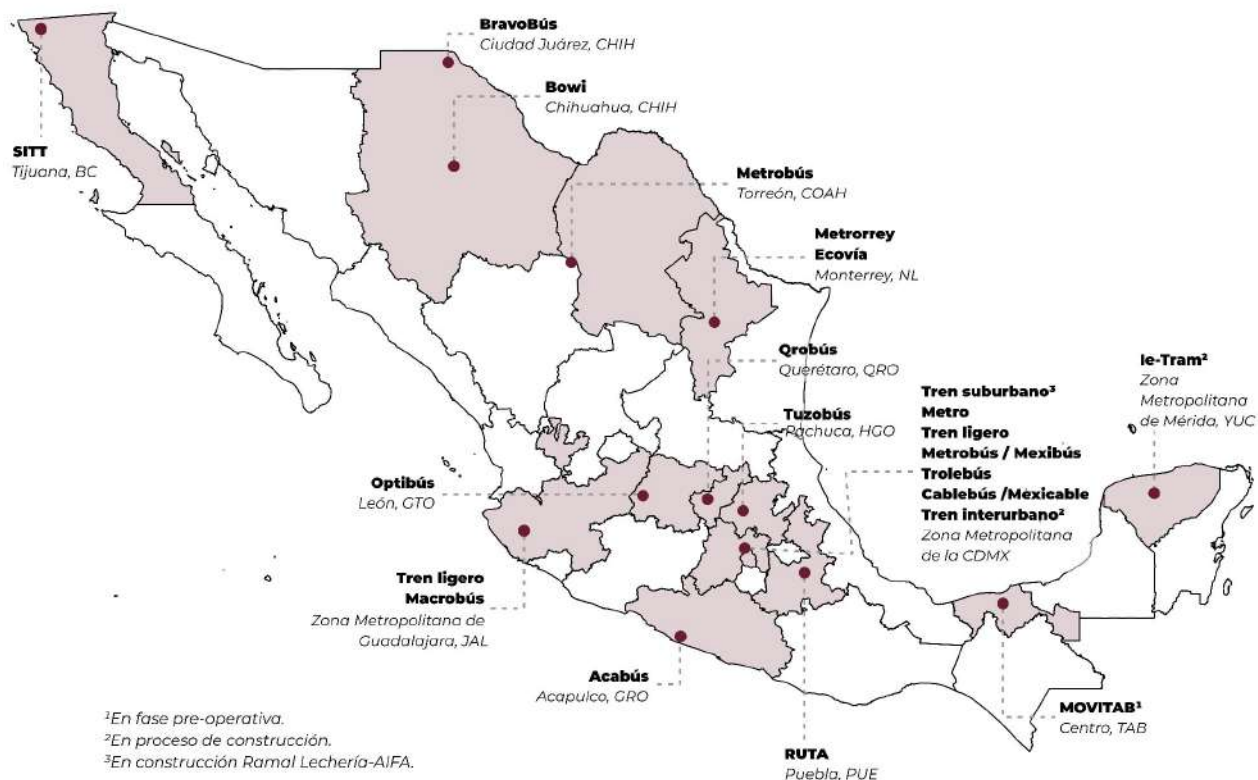 BravoBús
Ciudad Juárez, CHIH
Bowi
Chihuahua, CHIH
SITT
Tijuana, BC
Metrobús
Torreón, COAH
Metrorrey
Ecovía
Monterrey, NL
Qrobús
Querétaro, QRO
Tuzobús
Pachuca, HGO
Tren suburbano³
Metro
Tren ligero
Metrobús / Mexibús
Trolebús
Cablebús /Mexicable
Tren interurbano²
Zona Metropolitana
de la CDMX
Ie-Tram²
Zona
Metropolitana
de Mérida, YUC
Optibús
León, GTO
Tren ligero
Macrobús
Zona Metropolitana de
Guadalajara, JAL
Acabús
Acapulco, GRO
RUTA
Puebla, PUE
MOVITAB¹
Centro, TAB
¹En fase pre-operativa.
²En proceso de construcción.
³En construcción Ramal Lechería-AIFA.